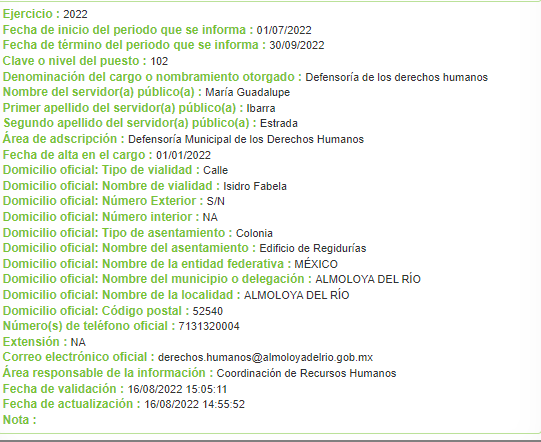 Ejercicio : 2022
Fecha de inicio del periodo que se informa : 01/07/2022
Fecha de término del periodo que se informa : 30/09/2022
Clave o nivel del puesto : 102
Denominación del cargo o nombramiento otorgado : Defensoría de los derechos humanos
Nombre del servidor(a) público(a) : María Guadalupe
Primer apellido del servidor(a) público(a) : Ibarra
Segundo apellido del servidor(a) público(a) : Estrada
Área de adscripción : Defensoría Municipal de los Derechos Humanos
Fecha de alta en el cargo : 01/01/2022
Domicilio oficial: Tipo de vialidad : Calle
Domicilio oficial: Nombre de vialidad : Isidro Fabela
Domicilio oficial: Número Exterior : S/N
Domicilio oficial: Número interior : NA
Domicilio oficial: Tipo de asentamiento : Colonia
Domicilio oficial: Nombre del asentamiento : Edificio de Regidurías
Domicilio oficial: Nombre de la entidad federativa : MÉXICO
Domicilio oficial: Nombre del municipio o delegación : ALMOLOYA DEL RÍO
Domicilio oficial: Nombre de la localidad : ALMOLOYA DEL RÍO
Domicilio oficial: Código postal : 52540
Número(s) de teléfono oficial : 7131320004
Extensión : NA
Correo electrónico oficial : derechos.humanos@almoloyadelrio.gob.mx
Área responsable de la información : Coordinación de Recursos Humanos
Fecha de validación : 16/08/2022 15:05:11
Fecha de actualización : 16/08/2022 14:55:52
Nota :